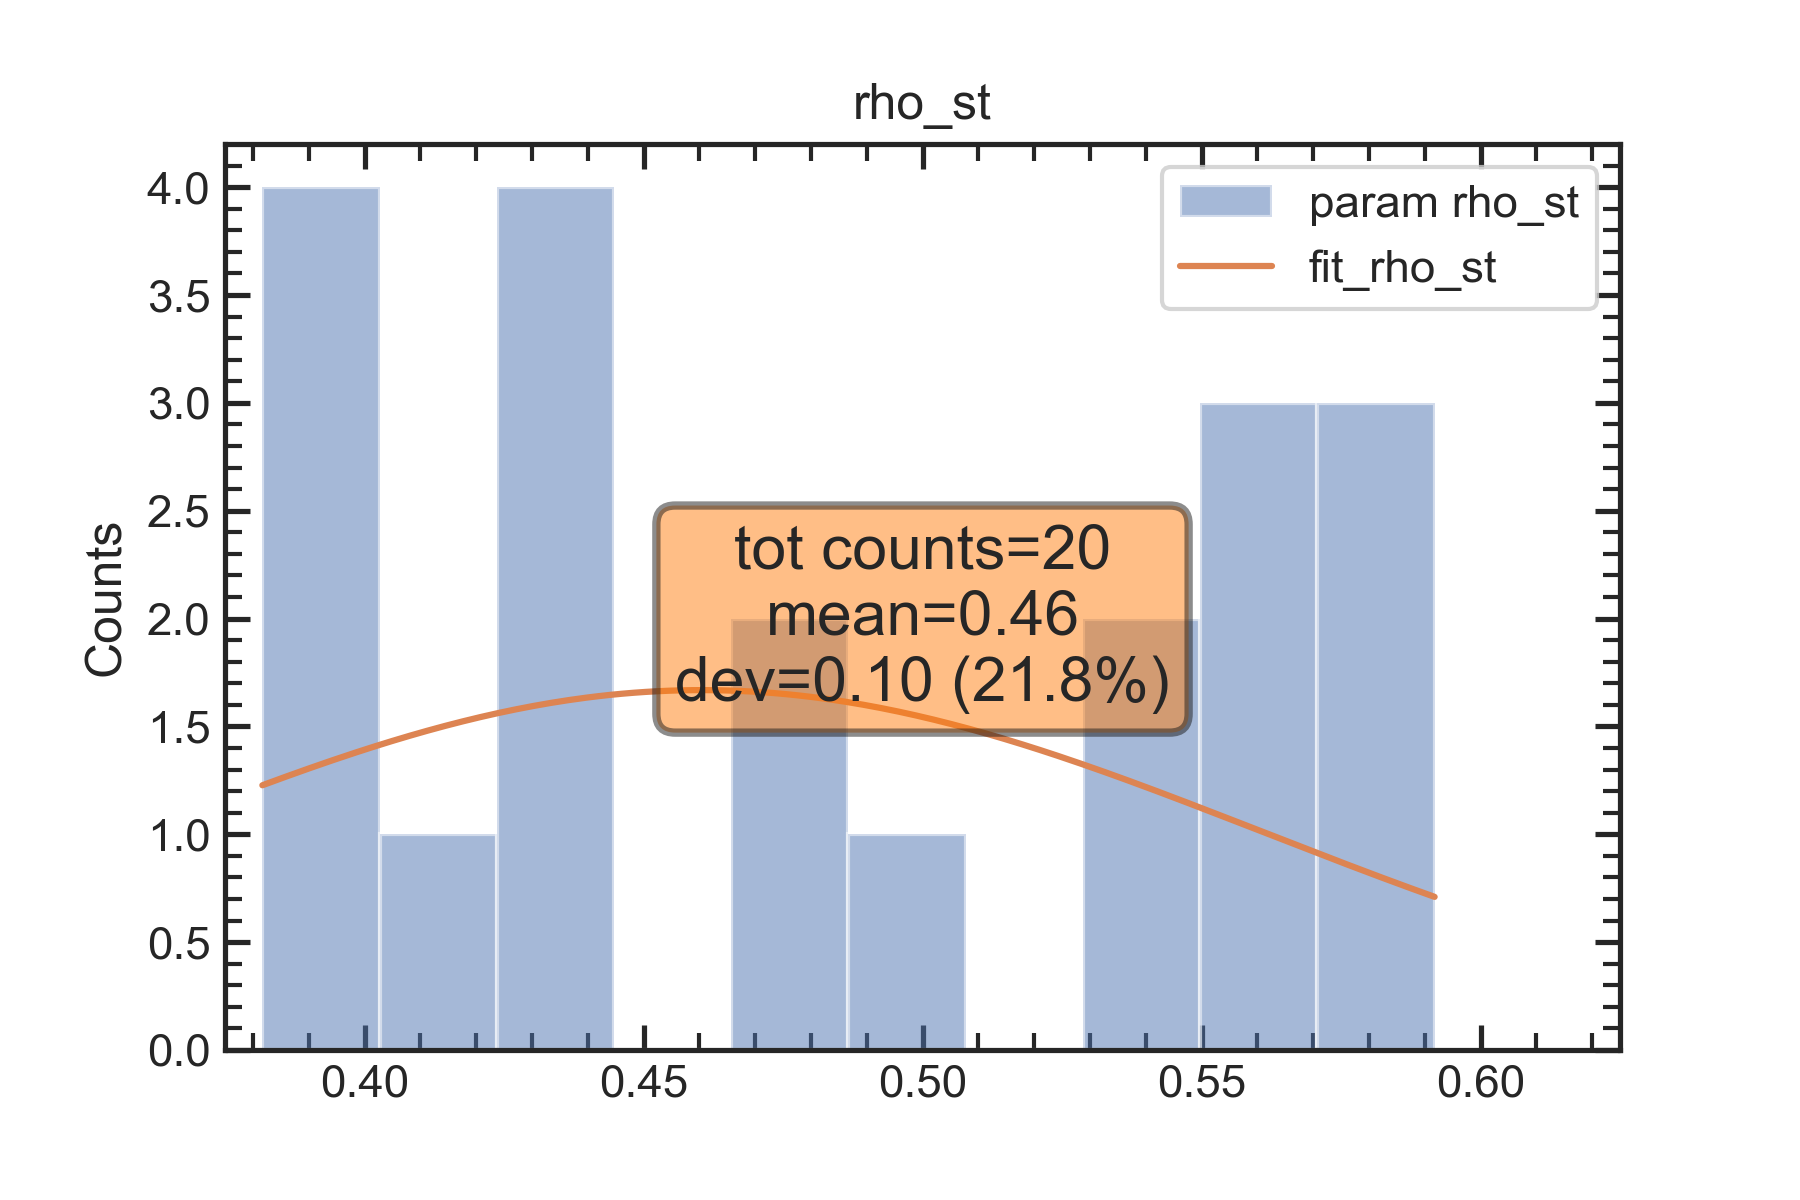 rho_st
4.0
3.5
3.0
2.5
2.0
1.5
1.0
0.5
0.0
Counts
param rho_st
fit_rho_st
tot counts=20
mean=0.46
dev=0.10 (21.8%)
0.40 0.45 0.50 0.55 0.60